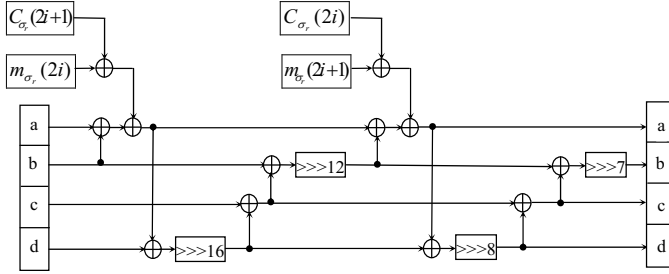 C_{σ_r}(2i+1) C_{σ_r}(2i)
m_{σ_r}(2i) m_{σ_r}(2i+1)
a a
b >>>12 >>>7 b
c c
d >>>16 >>>8 d